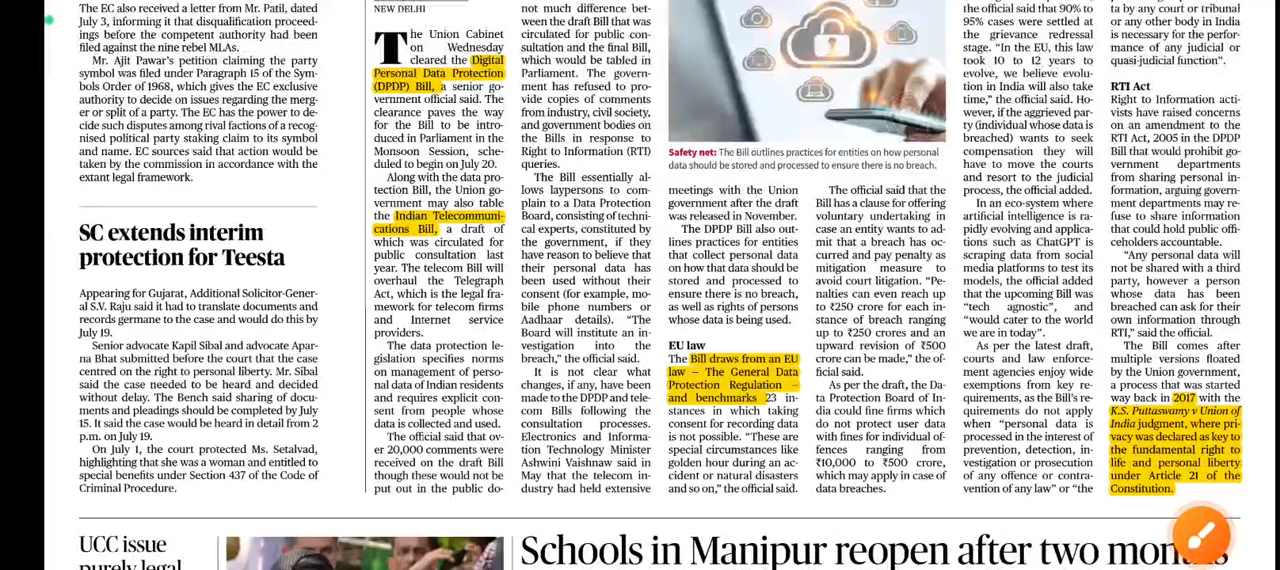 The EC also received a letter from Mr. Patil, dated
July 3, informing it that disqualification proceed-
ings before the competent authority had been
filed against the nine rebel MLAs.
Mr. Ajit Pawar's petition claiming the party
symbol was filed under Paragraph 15 of the Sym-
bols Order of 1968, which gives the EC exclusive
authority to decide on issues regarding the merg-
er or split of a party. The EC has the power to de-
cide such disputes among rival factions of a recog-
nised political party staking claim to its symbol
and name. EC sources said that action would be
taken by the commission in accordance with the
extant legal framework.
SC extends interim
protection for Teesta
Appearing for Gujarat, Additional Solicitor-Gener-
al S.V. Raju said it had to translate documents and
records germane to the case and would do this by
July 19.
Senior advocate Kapil Sibal and advocate Apar-
na Bhat submitted before the court that the case
centred on the right to personal liberty. Mr. Sibal
said the case needed to be heard and decided
without delay. The Bench said sharing of docu-
ments and pleadings should be completed by July
15. It said the case would be heard in detail from 2
p.m. on July 19.
On July 1, the court protected Ms. Setalvad,
highlighting that she was a woman and entitled to
special benefits under Section 437 of the Code of
Criminal Procedure.
NEW DELHI
The Union Cabinet
on Wednesday
cleared the Digital
Personal Data Protection
(DPDP) Bill, a senior go-
vernment official said. The
clearance paves the way
for the Bill to be intro-
duced in Parliament in the
Monsoon Session, sche-
duled to begin on July 20.
Along with the data pro-
tection Bill, the Union go-
vernment may also table
the Indian Telecommuni-
cations Bill, a draft of
which was circulated for
public consultation last
year. The telecom Bill will
overhaul the Telegraph
Act, which is the legal fra-
mework for telecom firms
and Internet service
providers.
The data protection le-
gislation specifies norms
on management of perso-
nal data of Indian residents
and requires explicit con-
sent from people whose
data is collected and used.
The official said that ov-
er 20,000 comments were
received on the draft Bill
though these would not be
put out in the public do-
not much difference bet-
ween the draft Bill that was
circulated for public con-
sultation and the final Bill,
which would be tabled in
Parliament. The govern-
ment has refused to pro-
vide copies of comments
from industry, civil society,
and government bodies on
the Bills in response to
Right to Information (RTI)
queries.
The Bill essentially al-
lows laypersons to com-
plain to a Data Protection
Board, consisting of techni-
cal experts, constituted by
the government, if they
have reason to believe that
their personal data has
been used without their
consent (for example, mo-
bile phone numbers or
Aadhaar details). "The
Board will institute an in-
vestigation into the
breach," the official said.
It is not clear what
changes, if any, have been
made to the DPDP and tele-
com Bills following the
consultation processes.
Electronics and Informa-
tion Technology Minister
Ashwini Vaishnaw said in
May that the telecom in-
dustry had held extensive
Safety net: The Bill outlines practices for entities on how personal
data should be stored and processed to ensure there is no breach.
meetings with the Union
government after the draft
was released in November.
The DPDP Bill also out-
lines practices for entities
that collect personal data
on how that data should be
stored and processed to
ensure there is no breach,
as well as rights of persons
whose data is being used.
EU law
The Bill draws from an EU
law – The General Data
Protection Regulation –
and benchmarks 23 in-
stances in which taking
consent for recording data
is not possible. "These are
special circumstances like
golden hour during an ac-
cident or natural disasters
and so on," the official said.
The official said that the
Bill has a clause for offering
voluntary undertaking in
case an entity wants to ad-
mit that a breach has oc-
curred and pay penalty as
mitigation measure to
avoid court litigation. "Pe-
nalties can even reach up
to ₹250 crore for each in-
stance of breach ranging
up to ₹250 crores and an
upward revision of ₹500
crore can be made," the of-
ficial said.
As per the draft, the Da-
ta Protection Board of In-
dia could fine firms which
do not protect user data
with fines for individual of-
fences ranging from
₹10,000 to ₹500 crore,
which may apply in case of
data breaches.
the official said that 90% to
95% cases were settled at
the grievance redressal
stage. "In the EU, this law
took 10 to 12 years to
evolve, we believe evolu-
tion in India will also take
time," the official said. Ho-
wever, if the aggrieved par-
ty (individual whose data is
breached) wants to seek
compensation they will
have to move the courts
and resort to the judicial
process, the official added.
In an eco-system where
artificial intelligence is ra-
pidly evolving and applica-
tions such as ChatGPT is
scraping data from social
media platforms to test its
models, the official added
that the upcoming Bill was
"tech agnostic", and
"would cater to the world
we are in today".
As per the latest draft,
courts and law enforce-
ment agencies enjoy wide
exemptions from key re-
quirements, as the Bill's re-
quirements do not apply
when "personal data is
processed in the interest of
prevention, detection, in-
vestigation or prosecution
of any offence or contra-
vention of any law" or "the
ta by any court or tribunal
or any other body in India
is necessary for the perfor-
mance of any judicial or
quasi-judicial function".
RTI Act
Right to Information acti-
vists have raised concerns
on an amendment to the
RTI Act, 2005 in the DPDP
Bill that would prohibit go-
vernment departments
from sharing personal in-
formation, arguing govern-
ment departments may re-
fuse to share information
that could hold public offi-
ceholders accountable.
"Any personal data will
not be shared with a third
party, however a person
whose data has been
breached can ask for their
own information through
RTI," said the official.
The Bill comes after
multiple versions floated
by the Union government,
a process that was started
way back in 2017 with the
K.S. Puttaswamy v Union of
India judgment, where pri-
vacy was declared as key to
the fundamental right to
life and personal liberty
under Article 21 of the
Constitution.
UCC issue
purely legal
Schools in Manipur reopen after two months